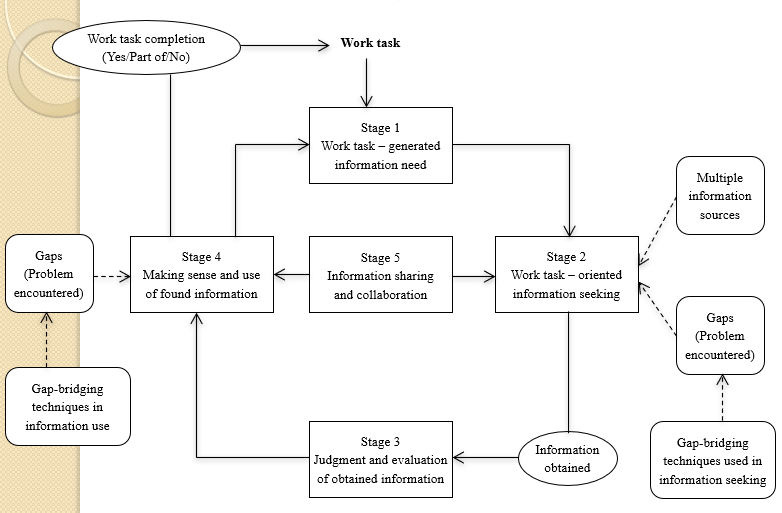 Work task completion
(Yes/Part of/No)
Work task
Stage 1
Work task – generated
information need
Multiple
information
sources
Gaps
(Problem
encountered)
Stage 4
Making sense and use
of found information
Stage 5
Information sharing
and collaboration
Stage 2
Work task – oriented
information seeking
Gaps
(Problem
encountered)
Gap-bridging
techniques in
information use
Stage 3
Judgment and evaluation
of obtained information
Information
obtained
Gap-bridging
techniques used in
information seeking